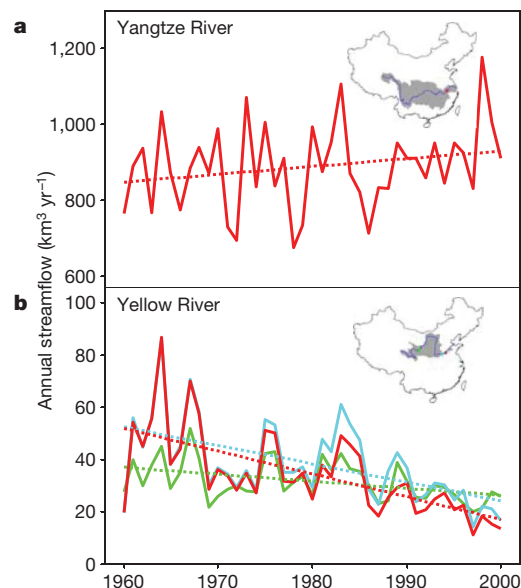 a
Yangtze River
1,200
1,000
800
600
Annual streamflow (km³ yr⁻¹)
b
Yellow River
100
80
60
40
20
0
1960 1970 1980 1990 2000